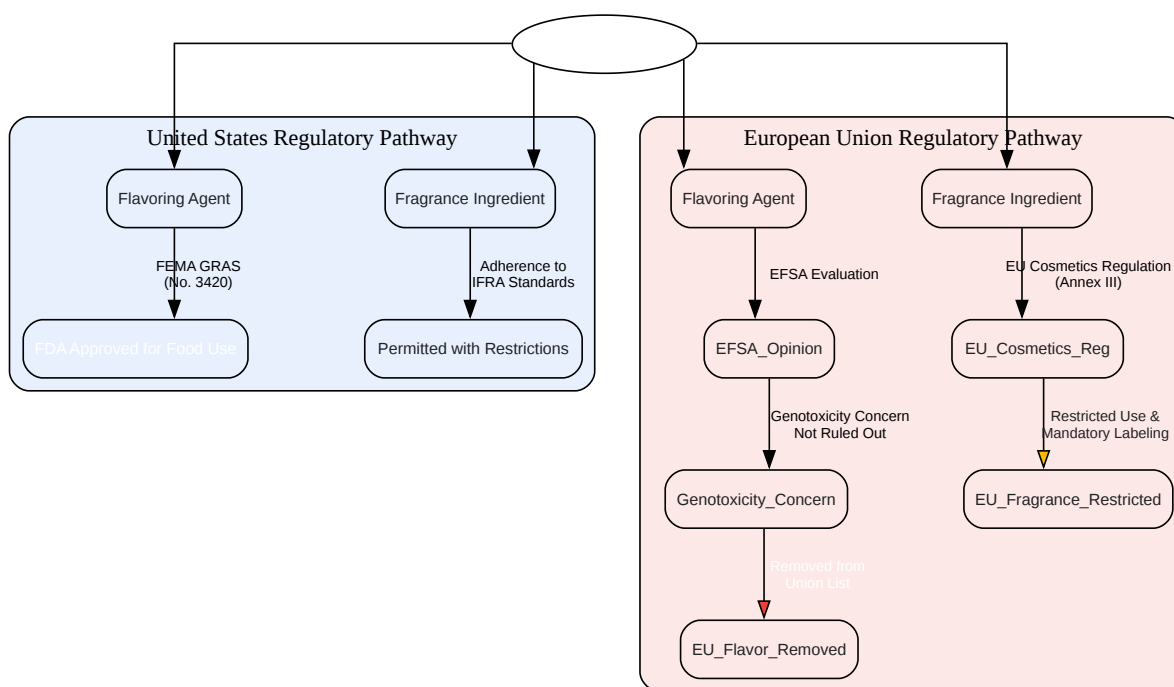 United States Regulatory Pathway
European Union Regulatory Pathway
Flavoring Agent
Fragrance Ingredient
Flavoring Agent
Fragrance Ingredient
FEMA GRAS
(No. 3420)
Adherence to
IFRA Standards
EFSA Evaluation
EU Cosmetics Regulation
(Annex III)
FDA Approved for Food Use
Permitted with Restrictions
EFSA_Opinion
EU_Cosmetics_Reg
Genotoxicity Concern
Not Ruled Out
Restricted Use &
Mandatory Labeling
Genotoxicity_Concern
EU_Fragrance_Restricted
Removed from
Union List
EU_Flavor_Removed